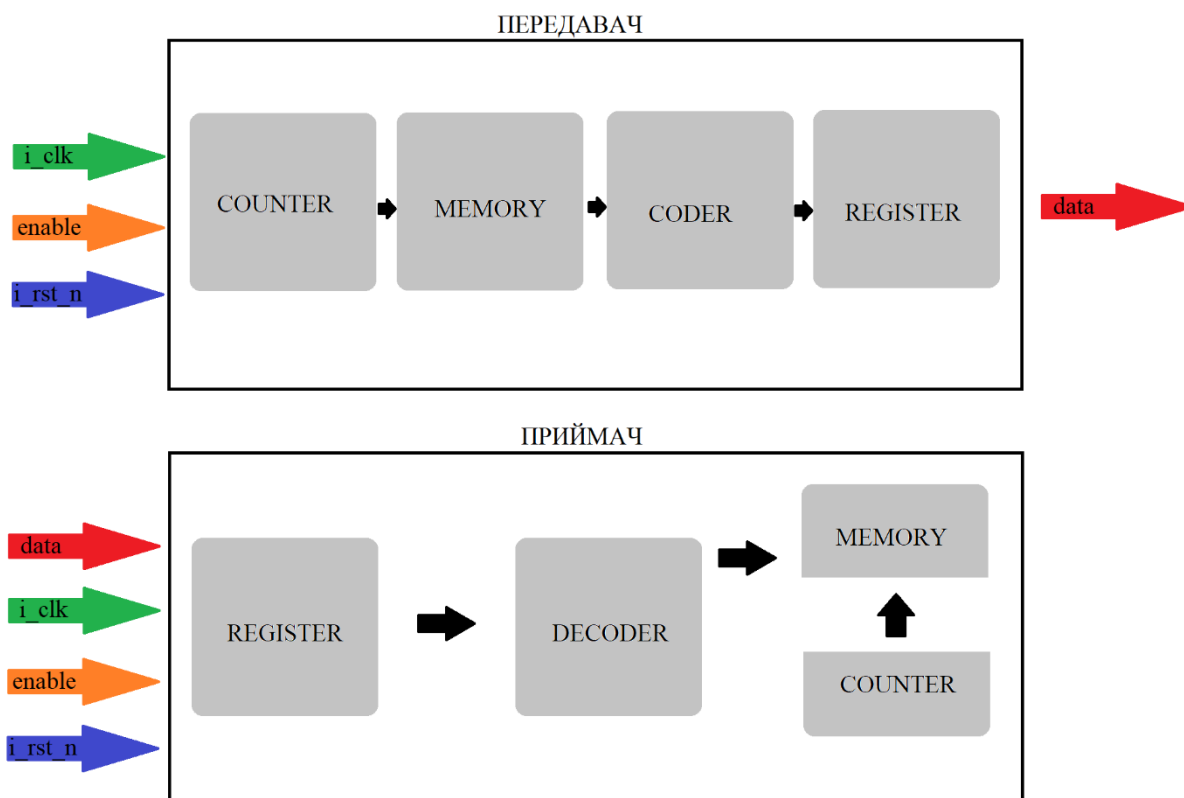 ПЕРЕДАВАЧ
i_clk
enable
i_rst_n
COUNTER
MEMORY
CODER
REGISTER
data
ПРИЙМАЧ
data
i_clk
enable
i_rst_n
REGISTER
DECODER
MEMORY
COUNTER